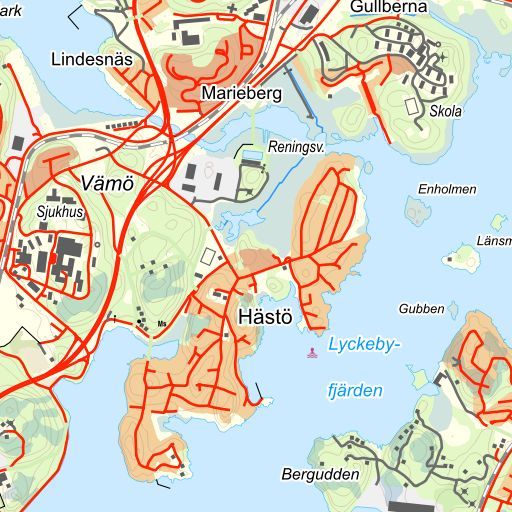 ark
Gullberna
Lindesnäs
Marieberg
Skola
Reningsv.
Vämö
Enholmen
Sjukhus
Länsm
Gubben
Hästö
Ms
Lyckeby-
fjärden
Bergudden